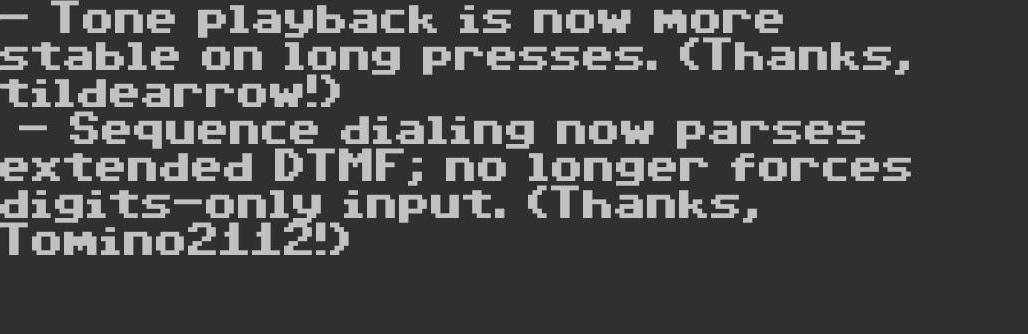 – Tone playback is now more
stable on long presses. (Thanks,
tildearrow!)
– Sequence dialing now parses
extended DTMF; no longer forces
digits–only input. (Thanks,
Tomino2112!)